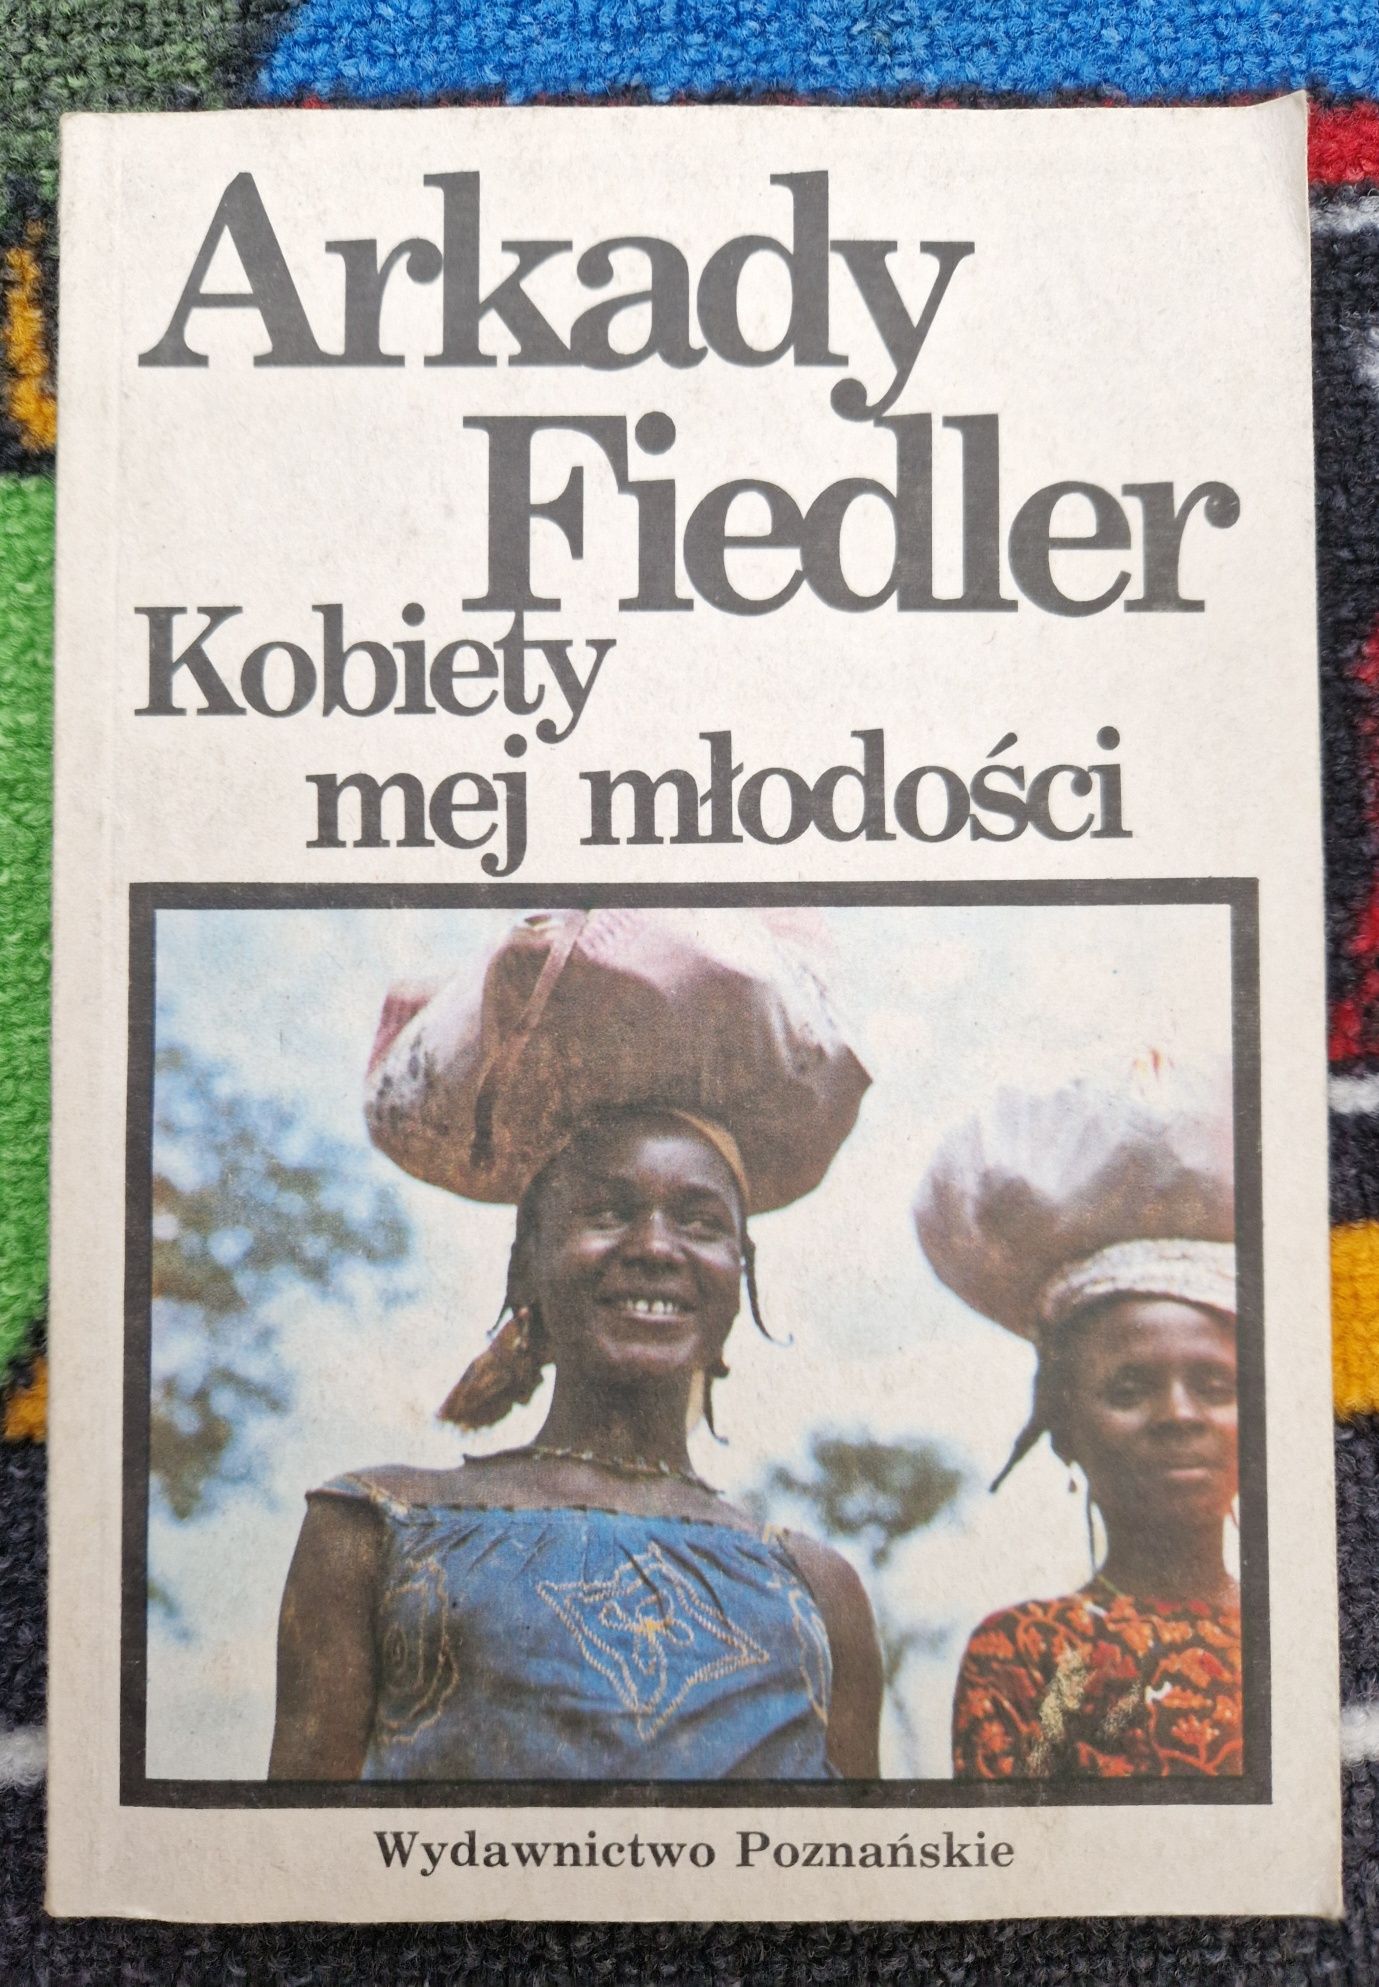 Arkady
Fiedler
Kobiety
mej młodości
Wydawnictwo Poznańskie